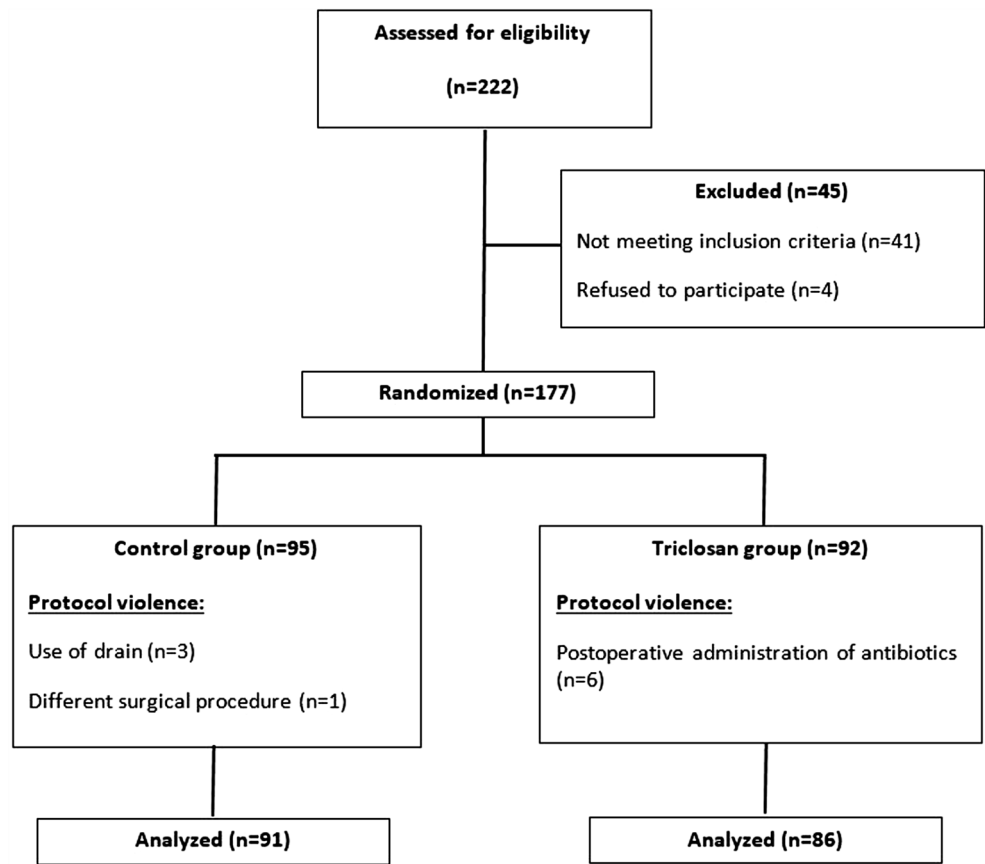 Assessed for eligibility
(n=222)
Excluded (n=45)
Not meeting inclusion criteria (n=41)
Refused to participate (n=4)
Randomized (n=177)
Control group (n=95)
Protocol violence:
Use of drain (n=3)
Different surgical procedure (n=1)
Triclosan group (n=92)
Protocol violence:
Postoperative administration of antibiotics
(n=6)
Analyzed (n=91)
Analyzed (n=86)